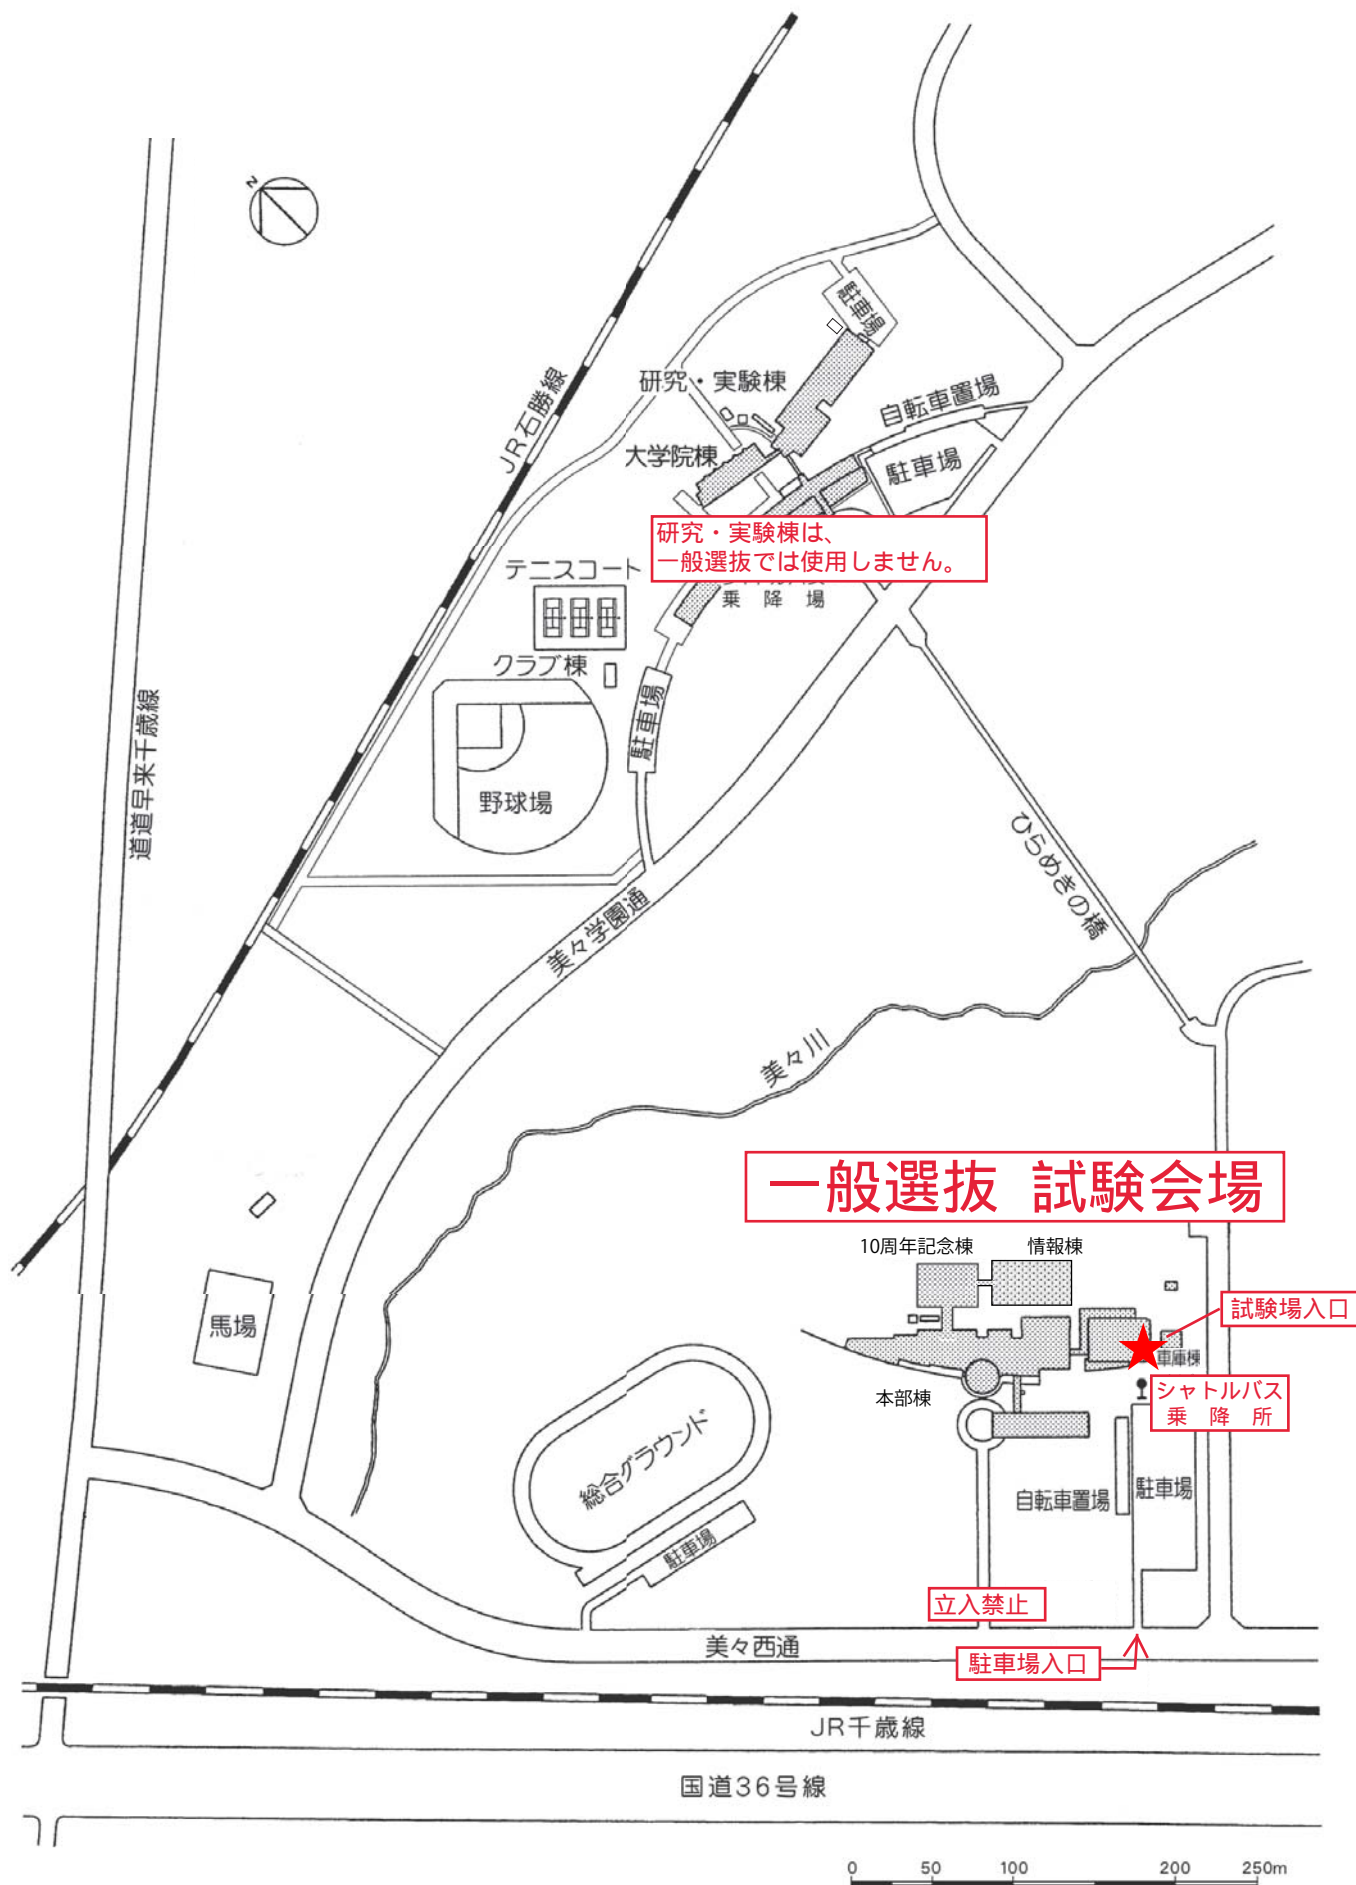 N
駐車場
研究・実験棟
JR石勝線
自転車置場
大学院棟
駐車場
研究・実験棟は、
一般選抜では使用しません。
テニスコート
乗 降 場
クラブ棟
駐車場
道道早来千歳線
野球場
ひらめきの橋
美々学園通
美々川
一般選抜 試験会場
10周年記念棟
情報棟
試験場入口
馬場
車庫棟
本部棟
シャトルバス
乗 降 所
総合グラウンド
自転車置場
駐車場
駐車場
立入禁止
美々西通
駐車場入口
JR千歳線
国道36号線
0 50 100 200 250m